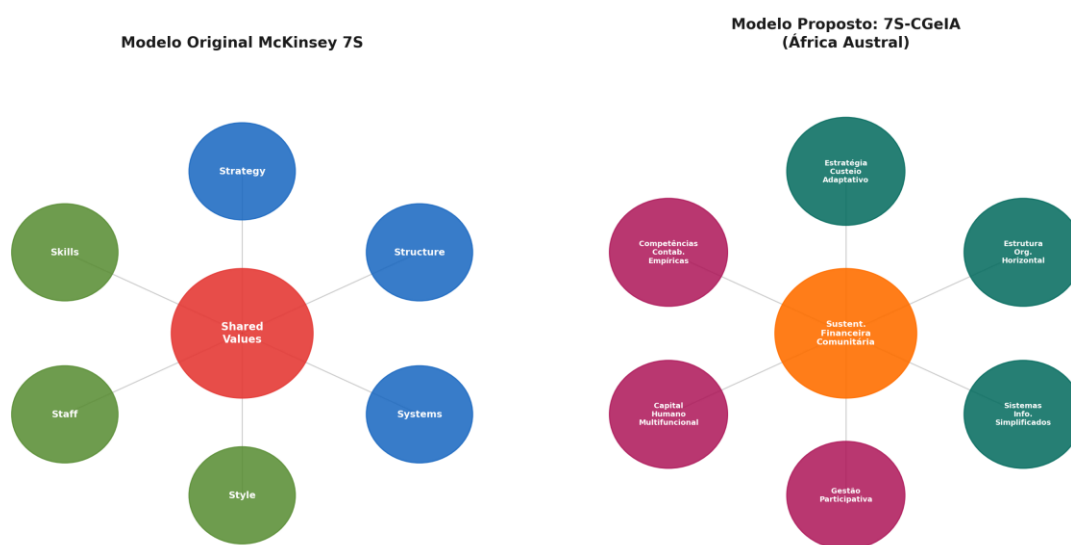 Modelo Original McKinsey 7S
Strategy
Skills
Structure
Shared
Values
Staff
Systems
Style
Modelo Proposto: 7S-CGeIA
(África Austral)
Estratégia
Custeio
Adaptativo
Competências
Contab.
Empíricas
Estrutura
Org.
Horizontal
Sustent.
Financeira
Comunitária
Capital
Humano
Multifuncional
Sistemas
Info.
Simplificados
Gestão
Participativa